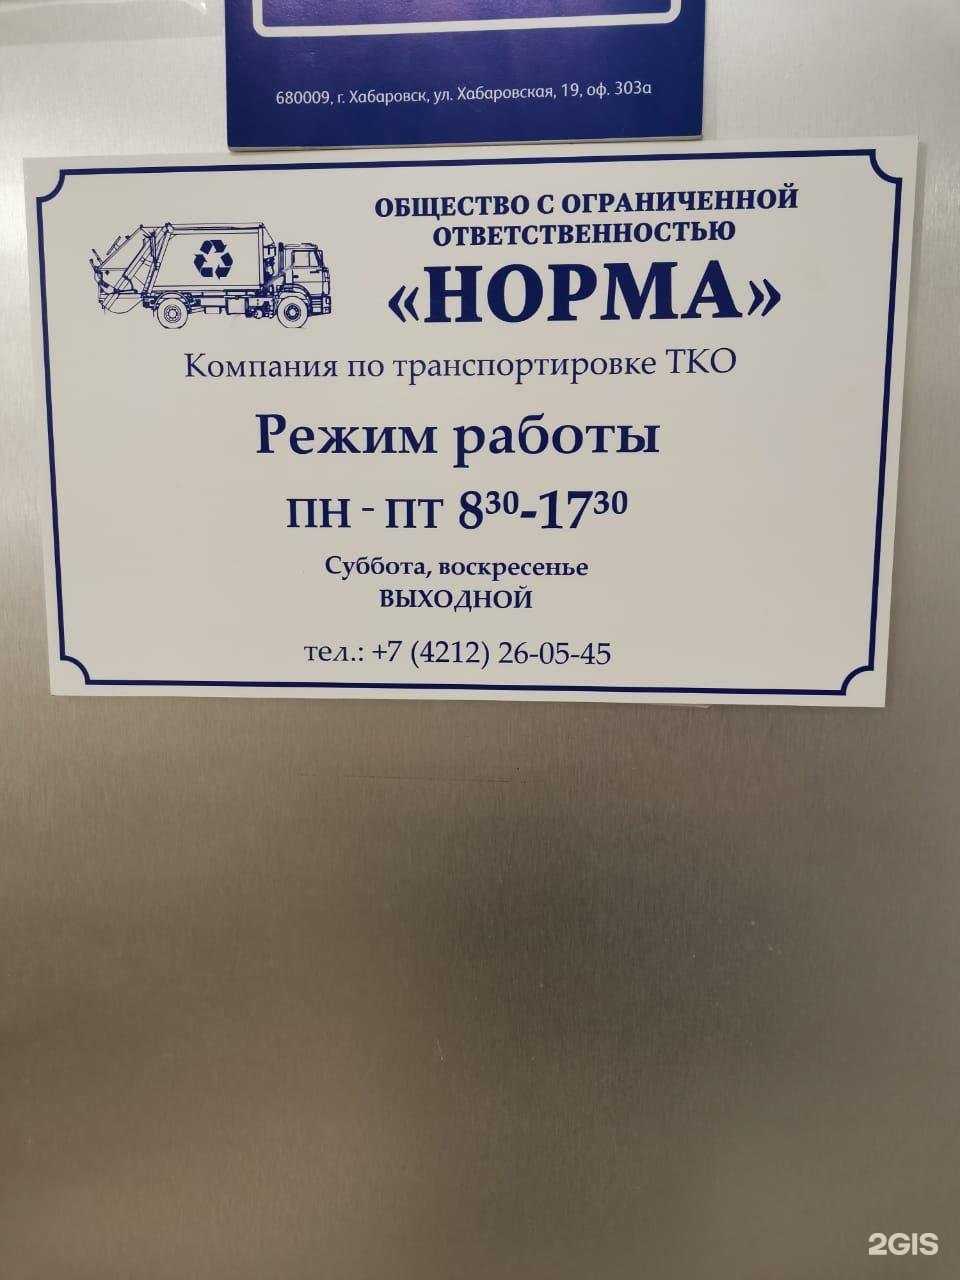 680009, г. Хабаровск, ул. Хабаровская, 19, оф. 303а
ОБЩЕСТВО С ОГРАНИЧЕННОЙ
ОТВЕТСТВЕННОСТЬЮ
«НОРМА»
Компания по транспортировке ТКО
Режим работы
ПН - ПТ 8³⁰-17³⁰
Суббота, воскресенье
ВЫХОДНОЙ
тел.: +7 (4212) 26-05-45
2GIS